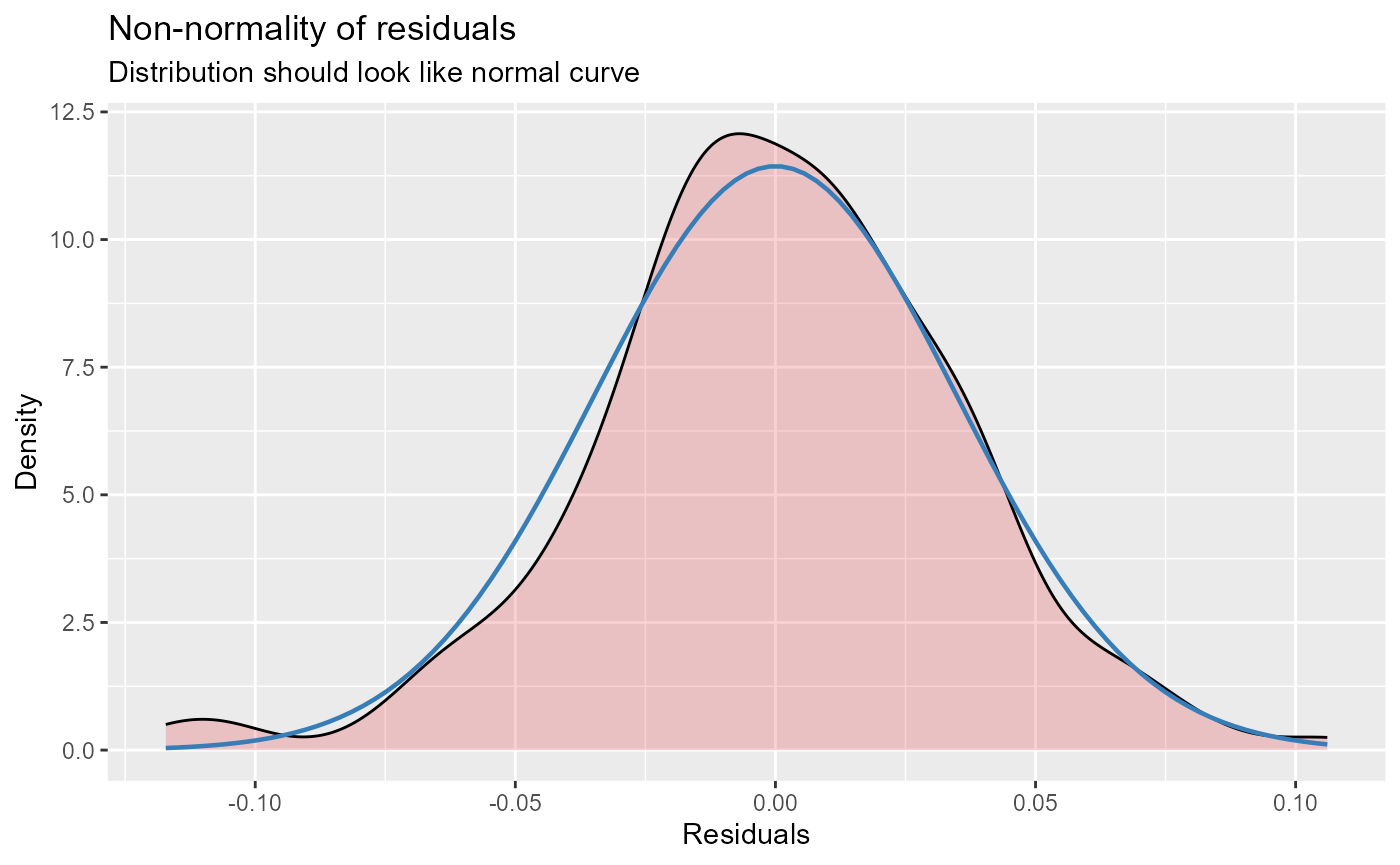 Non-normality of residuals
Distribution should look like normal curve
12.5
10.0
7.5
5.0
2.5
0.0
Density
-0.10 -0.05 0.00 0.05 0.10
Residuals